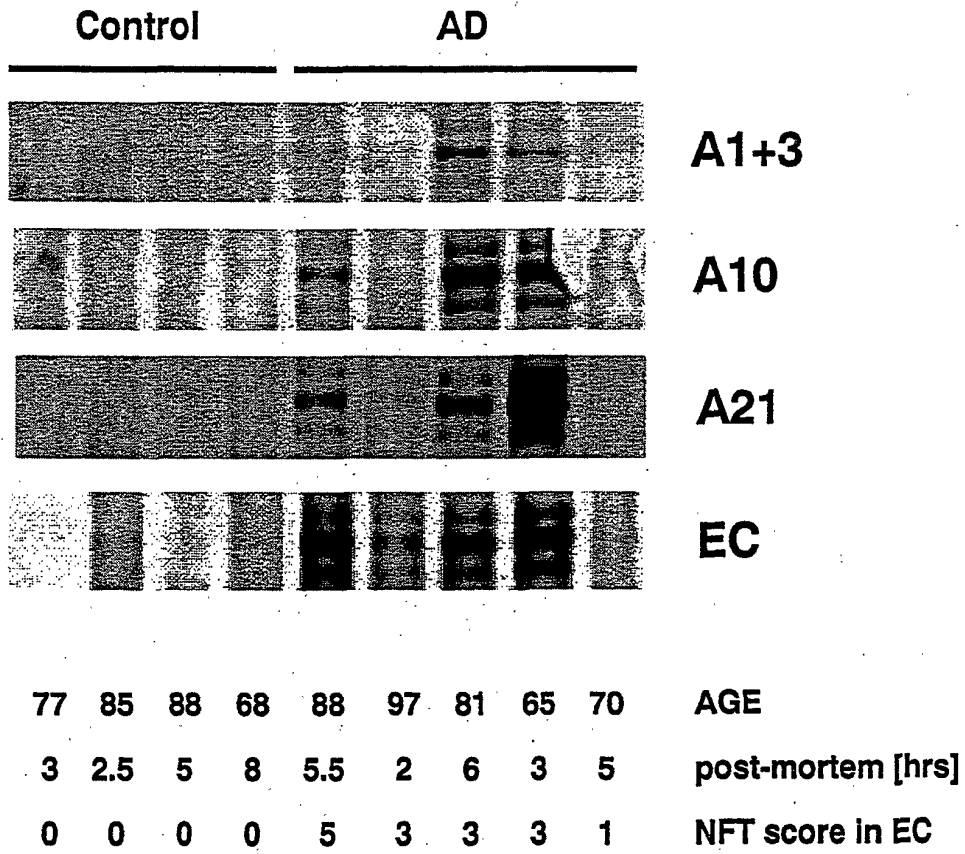 Control AD
A1+3
A10
A21
EC
77 85 88 68 88 97 81 65 70 AGE
3 2.5 5 8 5.5 2 6 3 5 post-mortem [hrs]
0 0 0 0 5 3 3 3 1 NFT score in EC